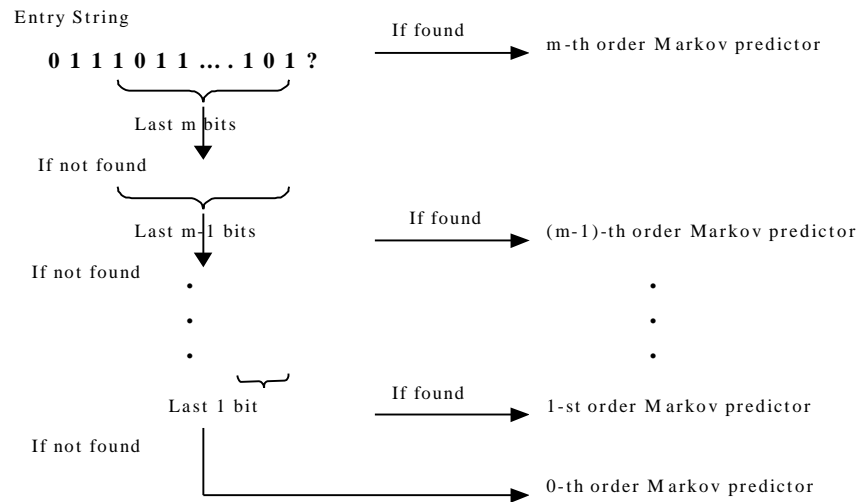 Entry String
If found
m-th order Markov predictor
0 1 1 1 0 1 1 ... . 1 0 1 ?
Last m bits
If not found
If found
(m-1)-th order Markov predictor
Last m-1 bits
If not found
If found
1-st order Markov predictor
Last 1 bit
If not found
0-th order Markov predictor